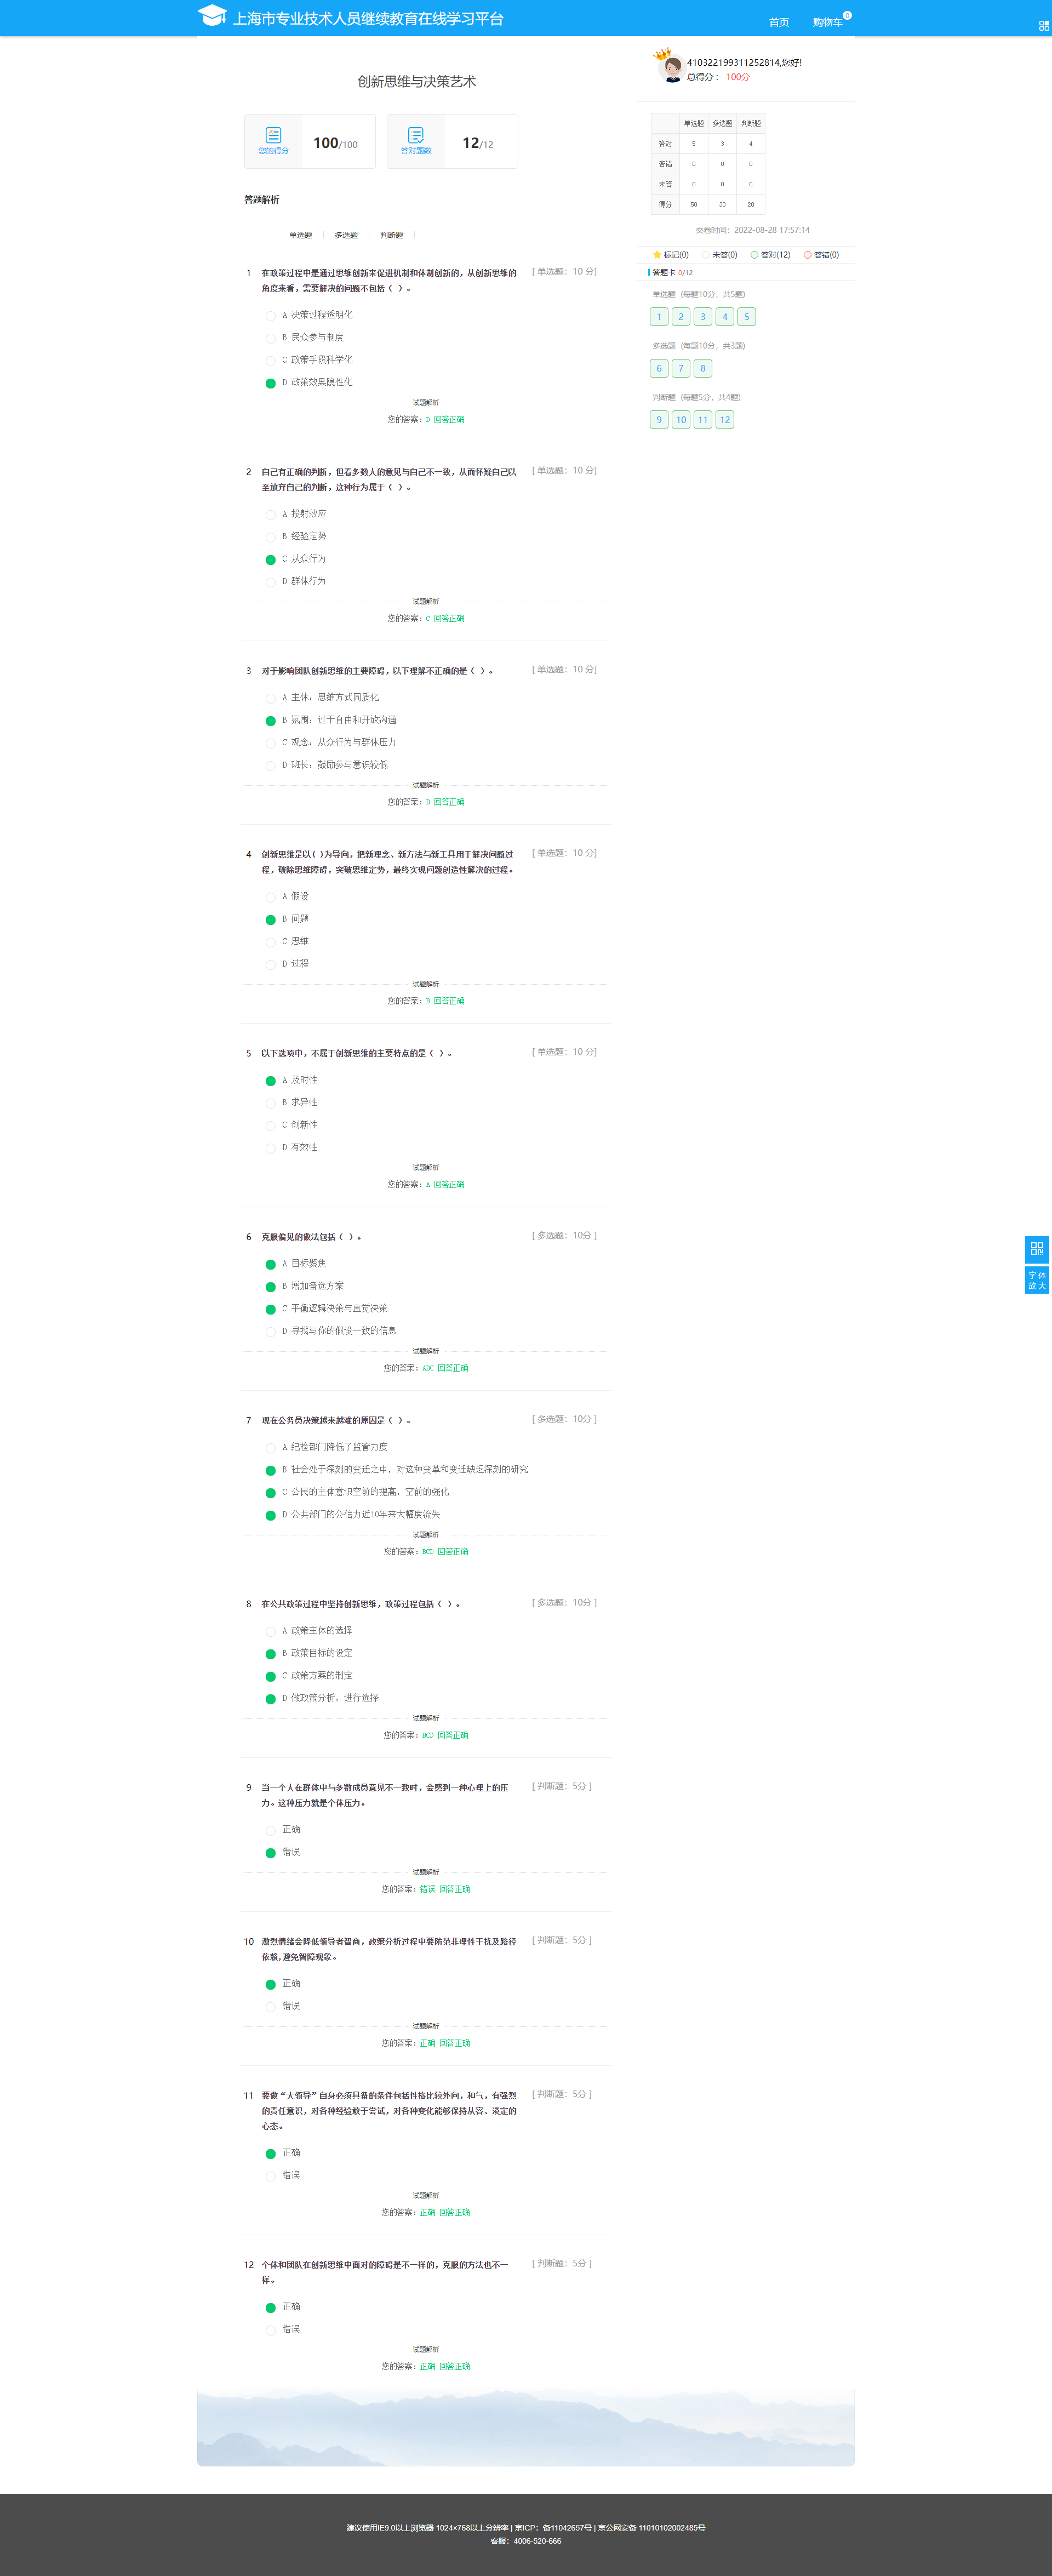 上海市专业技术人员继续教育在线学习平台
首页
购物车
0
创新思维与决策艺术
您的得分
100/100
答对题数
12/12
答题解析
单选题
多选题
判断题
1 在政策过程中是通过思维创新来促进机制和体制创新的，从创新思维的 [ 单选题：10 分]
角度来看，需要解决的问题不包括（ ）。
A 决策过程透明化
B 民众参与制度
C 政策手段科学化
D 政策效果隐性化
试题解析
您的答案：D 回答正确
2 自己有正确的判断，但看多数人的意见与自己不一致，从而怀疑自己以 [ 单选题：10 分]
至放弃自己的判断，这种行为属于（ ）。
A 投射效应
B 经验定势
C 从众行为
D 群体行为
试题解析
您的答案：C 回答正确
3 对于影响团队创新思维的主要障碍，以下理解不正确的是（ ）。 [ 单选题：10 分]
A 主体：思维方式同质化
B 氛围：过于自由和开放沟通
C 观念：从众行为与群体压力
D 班长：鼓励参与意识较低
试题解析
您的答案：B 回答正确
4 创新思维是以( )为导向，把新理念、新方法与新工具用于解决问题过 [ 单选题：10 分]
程，破除思维障碍，突破思维定势，最终实现问题创造性解决的过程。
A 假设
B 问题
C 思维
D 过程
试题解析
您的答案：B 回答正确
5 以下选项中，不属于创新思维的主要特点的是（ ）。 [ 单选题：10 分]
A 及时性
B 求异性
C 创新性
D 有效性
试题解析
您的答案：A 回答正确
6 克服偏见的做法包括（ ）。 [ 多选题：10分 ]
A 目标聚焦
B 增加备选方案
C 平衡逻辑决策与直觉决策
D 寻找与你的假设一致的信息
试题解析
您的答案：ABC 回答正确
7 现在公务员决策越来越难的原因是（ ）。 [ 多选题：10分 ]
A 纪检部门降低了监管力度
B 社会处于深刻的变迁之中，对这种变革和变迁缺乏深刻的研究
C 公民的主体意识空前的提高，空前的强化
D 公共部门的公信力近10年来大幅度流失
试题解析
您的答案：BCD 回答正确
8 在公共政策过程中坚持创新思维，政策过程包括（ ）。 [ 多选题：10分 ]
A 政策主体的选择
B 政策目标的设定
C 政策方案的制定
D 做政策分析，进行选择
试题解析
您的答案：BCD 回答正确
9 当一个人在群体中与多数成员意见不一致时，会感到一种心理上的压 [ 判断题：5分 ]
力。这种压力就是个体压力。
正确
错误
试题解析
您的答案：错误 回答正确
10 激烈情绪会降低领导者智商，政策分析过程中要防范非理性干扰及路径 [ 判断题：5分 ]
依赖,避免智障现象。
正确
错误
试题解析
您的答案：正确 回答正确
11 要做“大领导”自身必须具备的条件包括性格比较外向，和气，有强烈 [ 判断题：5分 ]
的责任意识，对各种经验敢于尝试，对各种变化能够保持从容、淡定的
心态。
正确
错误
试题解析
您的答案：正确 回答正确
12 个体和团队在创新思维中面对的障碍是不一样的，克服的方法也不一 [ 判断题：5分 ]
样。
正确
错误
试题解析
您的答案：正确 回答正确
410322199311252814,您好!
总得分： 100分
单选题 多选题 判断题
答对 5 3 4
答错 0 0 0
未答 0 0 0
得分 50 30 20
交卷时间：2022-08-28 17:57:14
标记(0) 未答(0) 答对(12) 答错(0)
答题卡 0/12
单选题 (每题10分，共5题)
1 2 3 4 5
多选题 (每题10分，共3题)
6 7 8
判断题 (每题5分，共4题)
9 10 11 12
字体
放大
建议使用IE9.0以上浏览器 1024×768以上分辨率 | 京ICP：备11042657号 | 京公网安备 11010102002485号
客服：4006-520-666